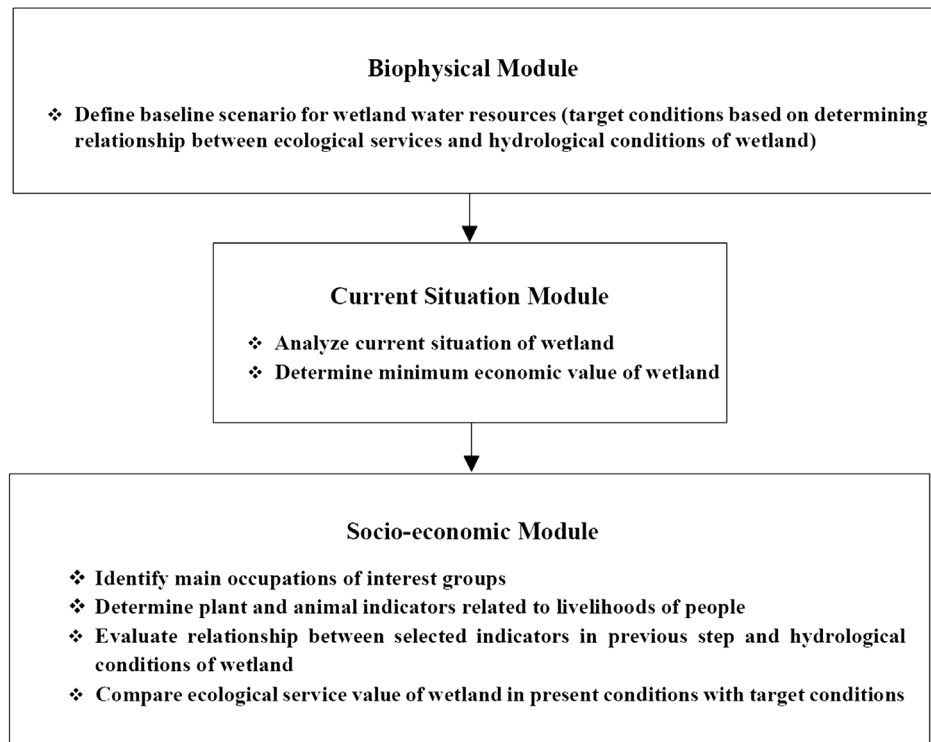 Biophysical Module
❖ Define baseline scenario for wetland water resources (target conditions based on determining
relationship between ecological services and hydrological conditions of wetland)
Current Situation Module
❖ Analyze current situation of wetland
❖ Determine minimum economic value of wetland
Socio-economic Module
❖ Identify main occupations of interest groups
❖ Determine plant and animal indicators related to livelihoods of people
❖ Evaluate relationship between selected indicators in previous step and hydrological
conditions of wetland
❖ Compare ecological service value of wetland in present conditions with target conditions